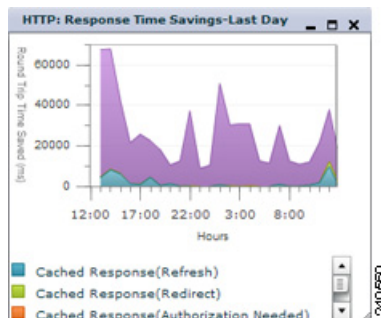 HTTP: Response Time Savings-Last Day
Round Trip Time Saved (ms)
60000
40000
20000
0
12:00 17:00 22:00 3:00 8:00
Hours
Cached Response(Refresh)
Cached Response(Redirect)
Cached Response(Authorization Needed)